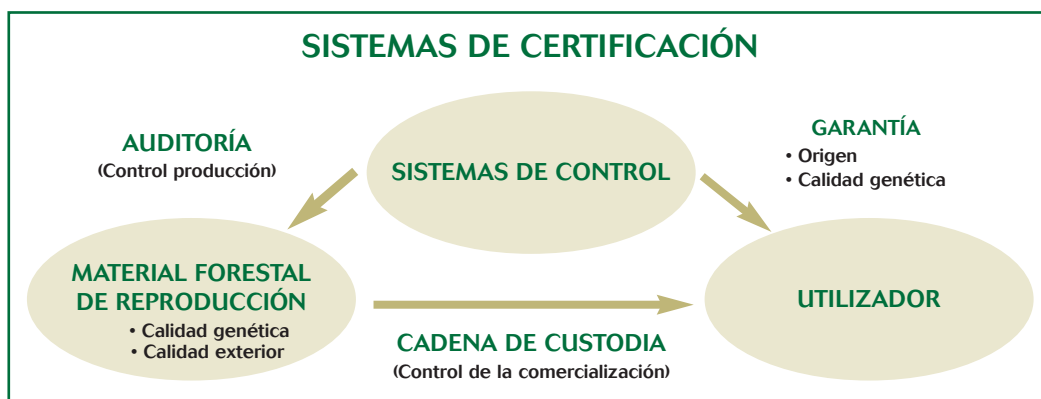 SISTEMAS DE CERTIFICACIÓN
AUDITORÍA
(Control producción)
SISTEMAS DE CONTROL
GARANTÍA
• Origen
• Calidad genética
MATERIAL FORESTAL
DE REPRODUCCIÓN
• Calidad genética
• Calidad exterior
CADENA DE CUSTODIA
(Control de la comercialización)
UTILIZADOR